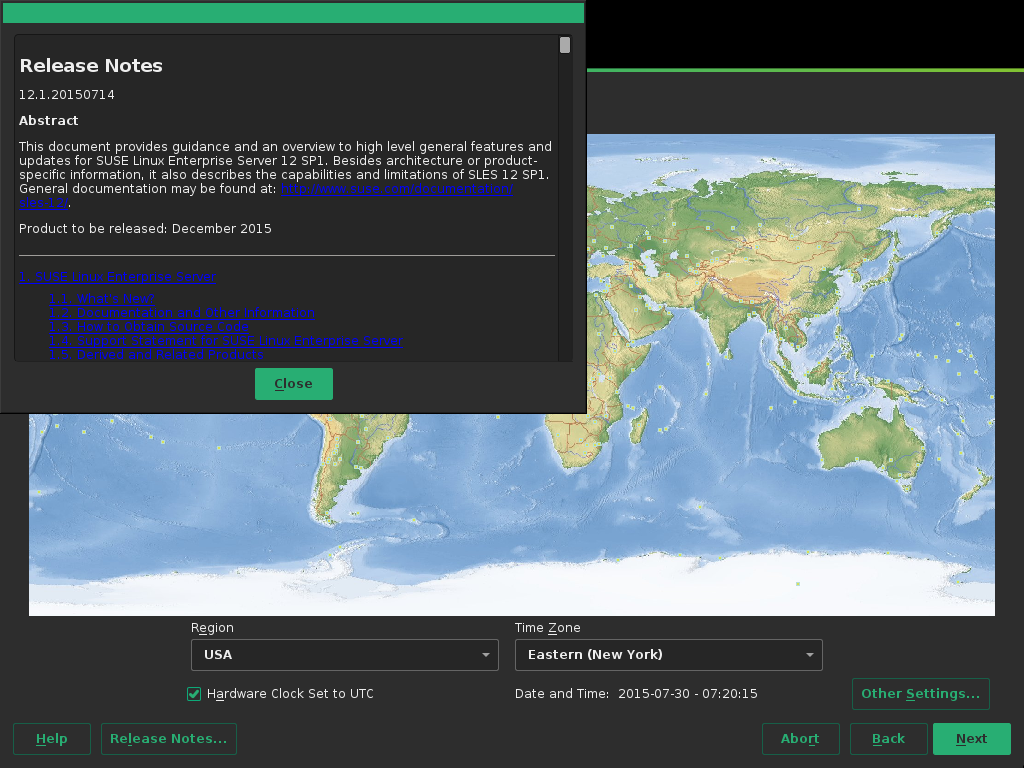 Release Notes
12.1.20150714
Abstract
This document provides guidance and an overview to high level general features and
updates for SUSE Linux Enterprise Server 12 SP1. Besides architecture or product-
specific information, it also describes the capabilities and limitations of SLES 12 SP1.
General documentation may be found at: http://www.suse.com/documentation/
sles-12/.
Product to be released: December 2015
1. SUSE Linux Enterprise Server
1.1. What's New?
1.2. Documentation and Other Information
1.3. How to Obtain Source Code
1.4. Support Statement for SUSE Linux Enterprise Server
1.5. Derived and Related Products
Close
Region
Time Zone
USA
Eastern (New York)
Hardware Clock Set to UTC
Date and Time: 2015-07-30 - 07:20:15
Other Settings...
Help
Release Notes...
Abort
Back
Next